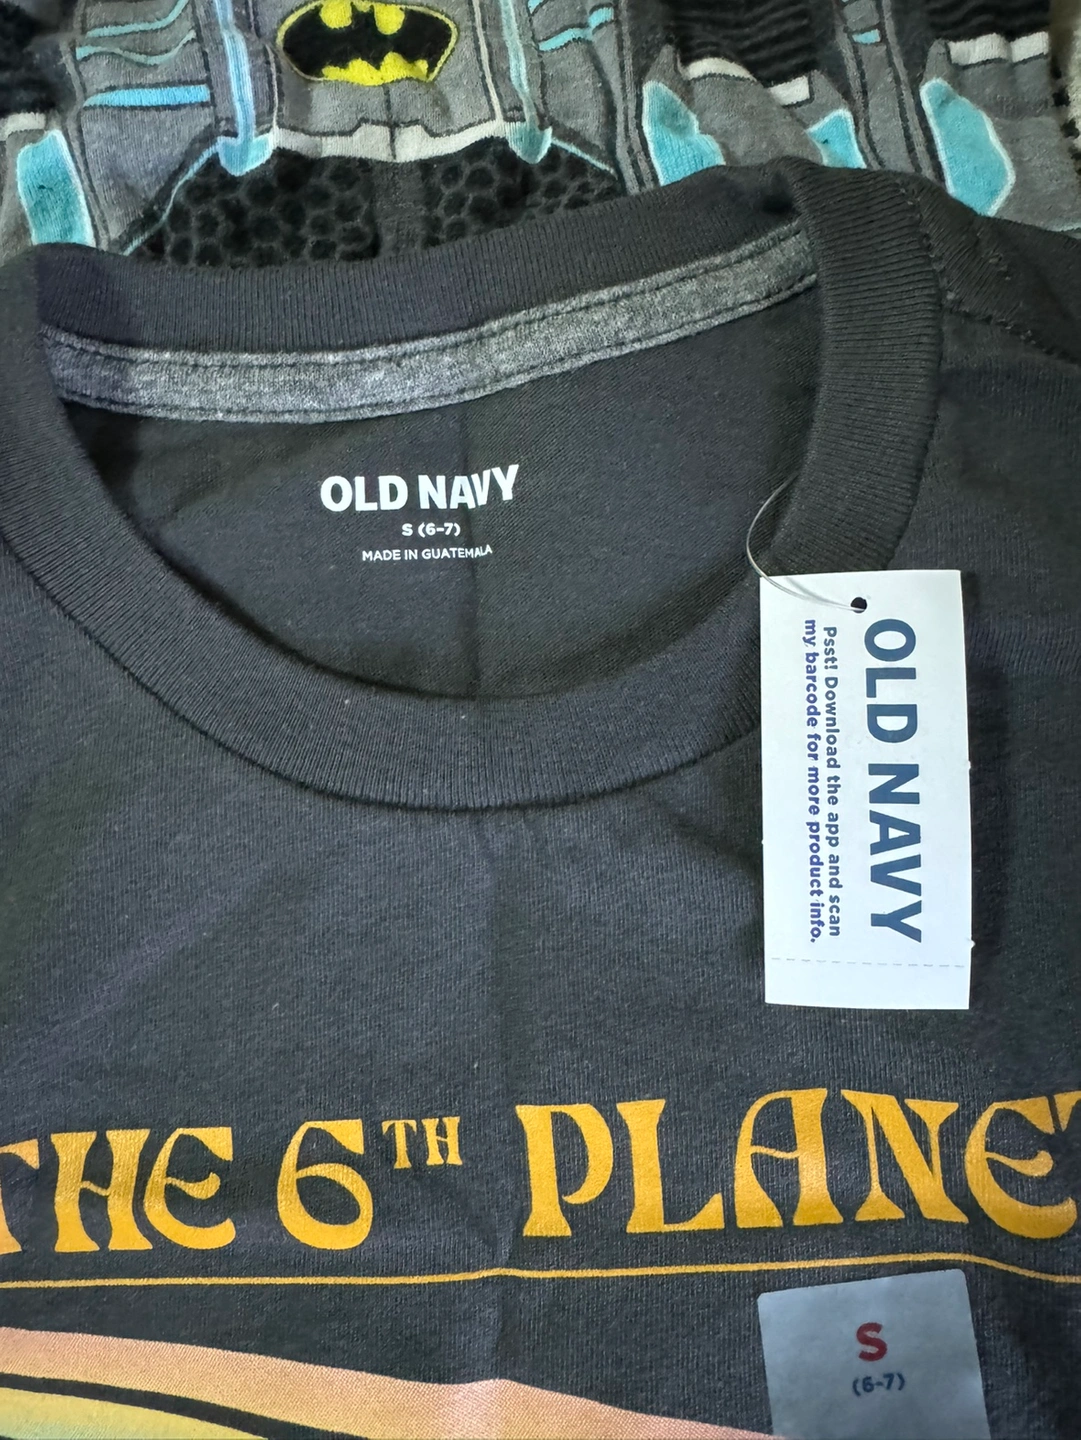 OLD NAVY
S (6-7)
MADE IN GUATEMALA
OLD NAVY
Psst! Download the app and scan
my barcode for more product info.
THE 6TH PLANET
S
(6-7)